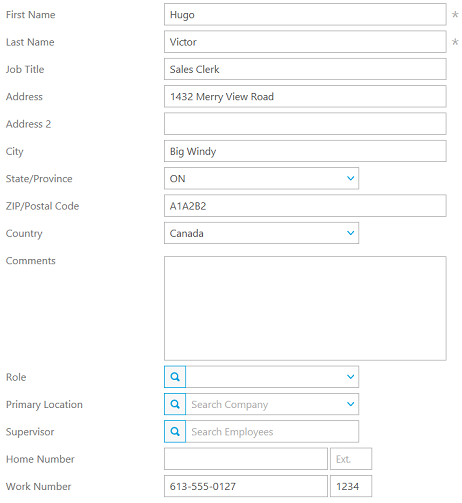 First Name Hugo *
Last Name Victor *
Job Title Sales Clerk
Address 1432 Merry View Road
Address 2
City Big Windy
State/Province ON
ZIP/Postal Code A1A2B2
Country Canada
Comments
Role
Primary Location Search Company
Supervisor Search Employees
Home Number Ext.
Work Number 613-555-0127 1234